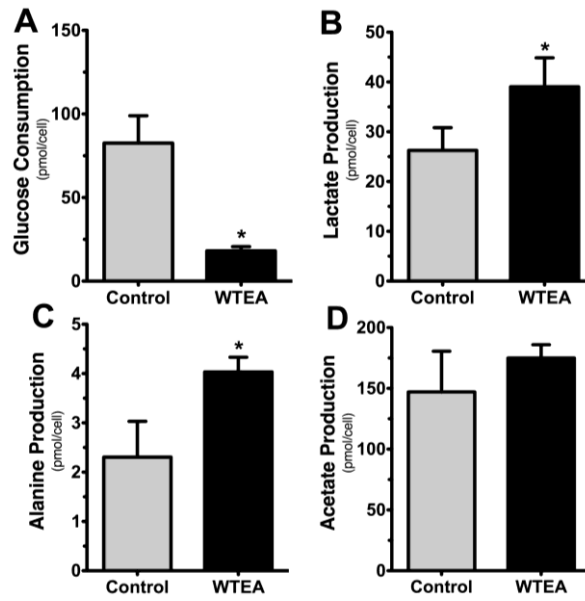 A
Glucose Consumption
(pmol/cell)
150
100
50
0
*
Control WTEA
B
Lactate Production
(pmol/cell)
50
40
30
20
10
0
*
Control WTEA
C
Alanine Production
(pmol/cell)
5
4
3
2
1
0
*
Control WTEA
D
Acetate Production
(pmol/cell)
200
150
100
50
0
Control WTEA